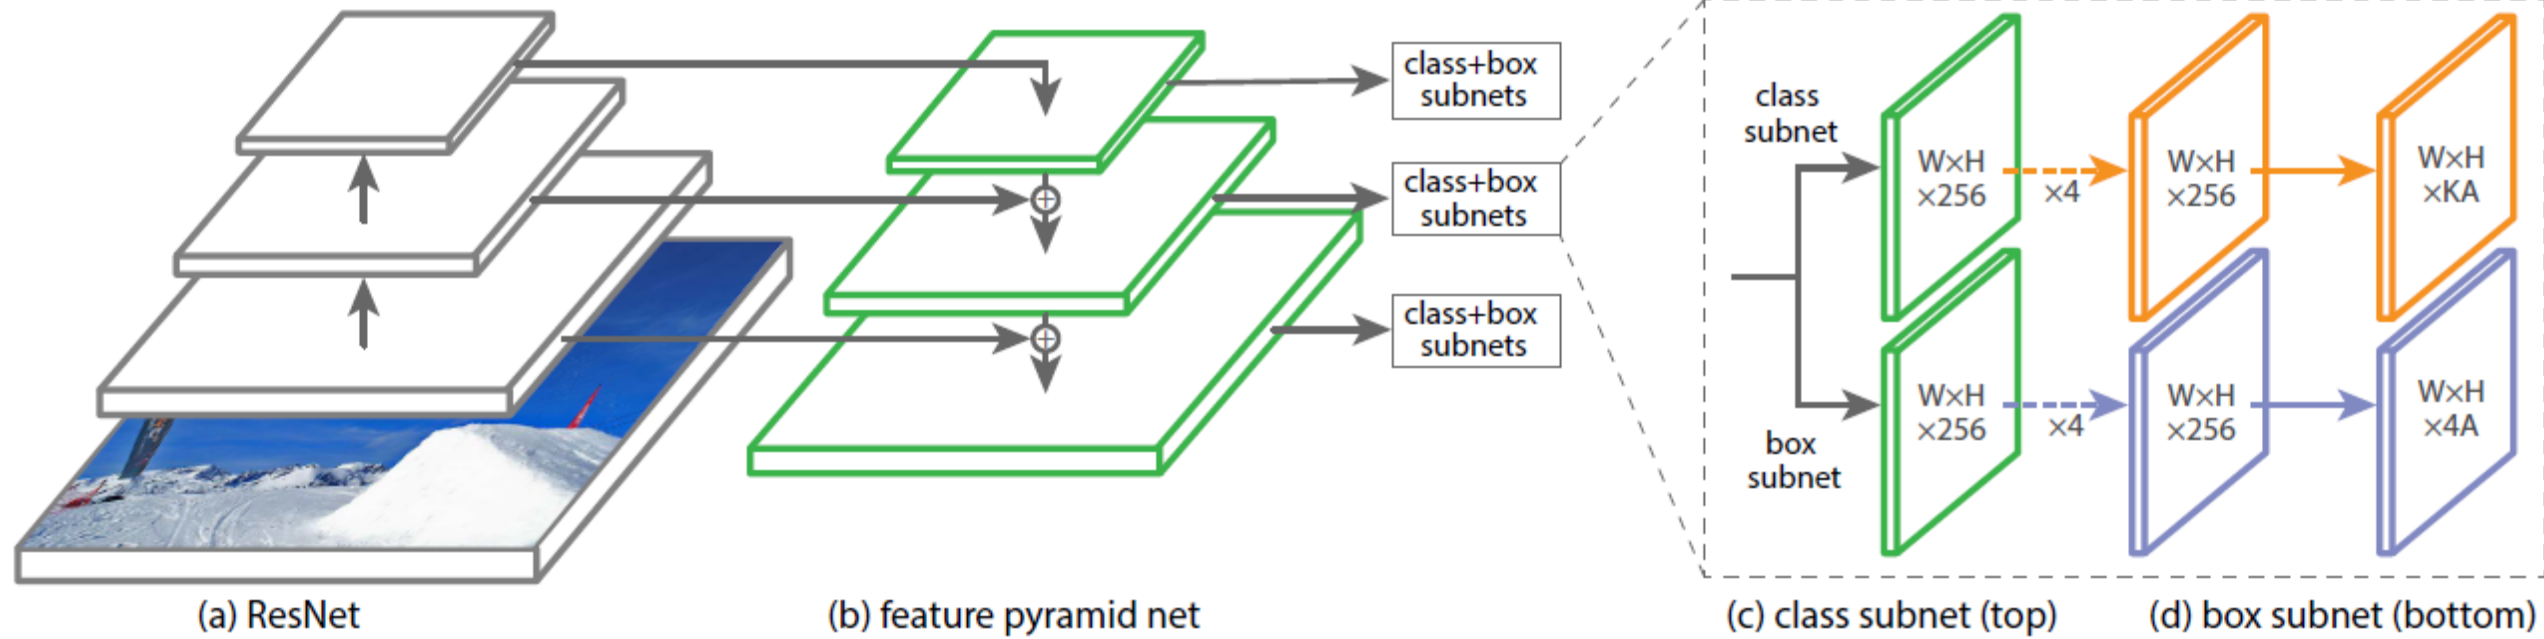 class+box
subnets
class+box
subnets
class+box
subnets
class
subnet
W×H
×256
×4
W×H
×256
W×H
×KA
box
subnet
W×H
×256
×4
W×H
×256
W×H
×4A
(a) ResNet
(b) feature pyramid net
(c) class subnet (top)
(d) box subnet (bottom)